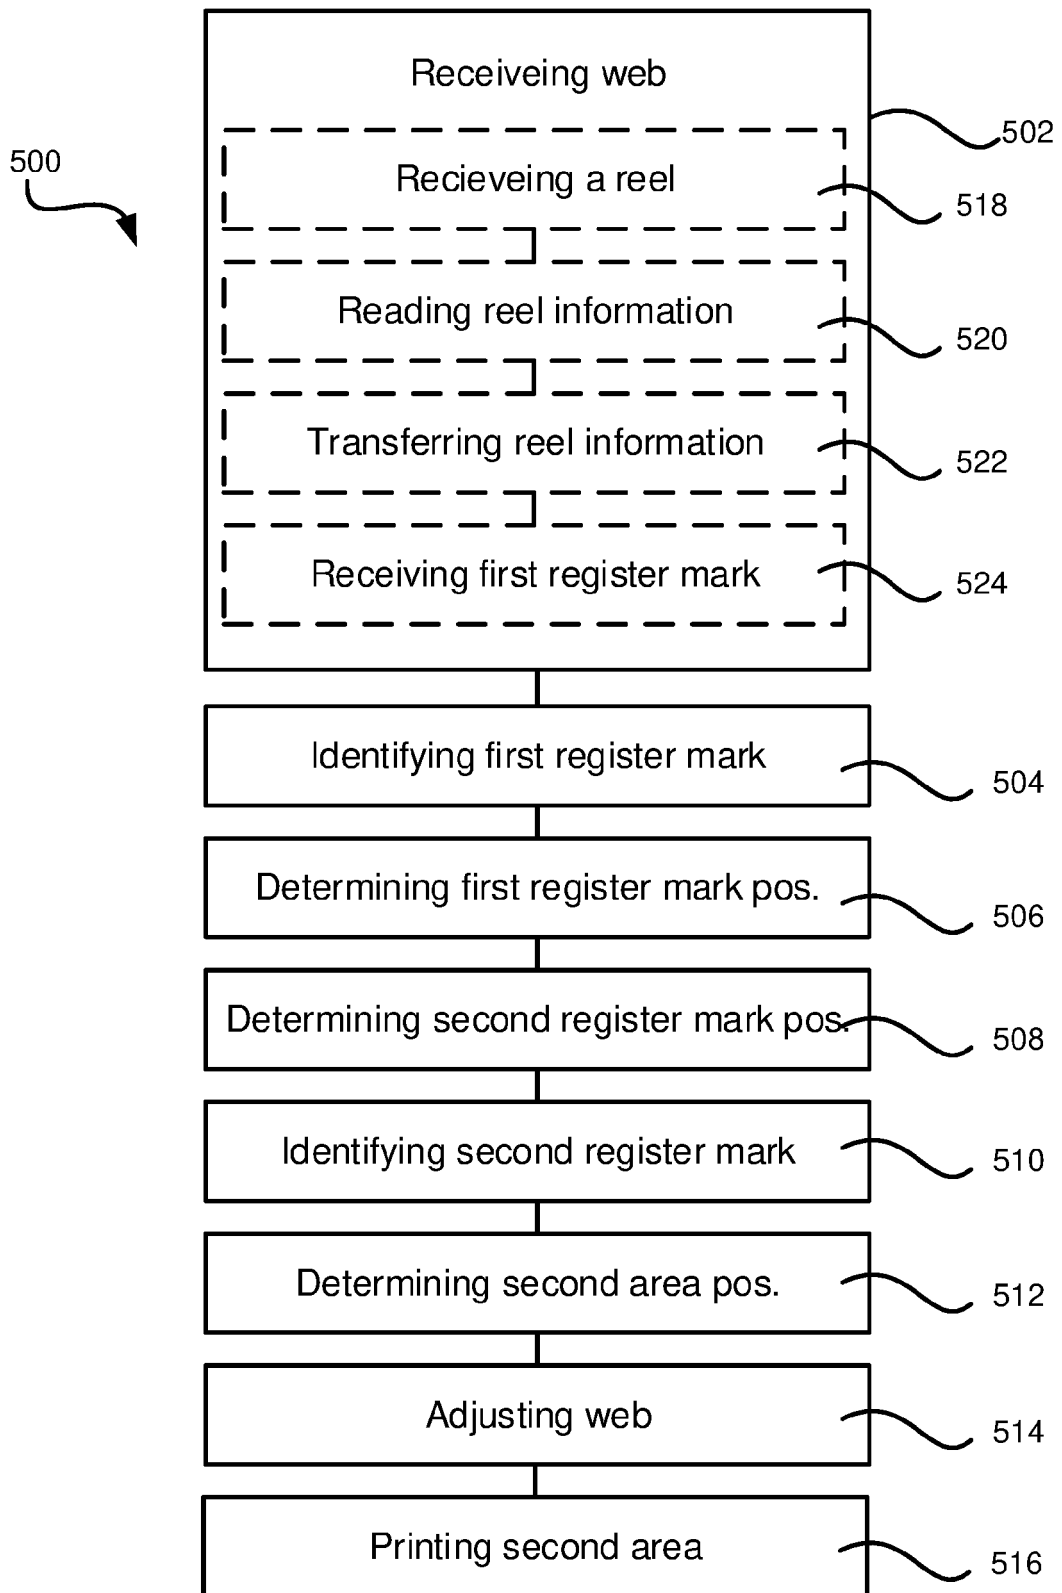 Receiveing web
502
500
Recieveing a reel
518
Reading reel information
520
Transferring reel information
522
Receiving first register mark
524
Identifying first register mark
504
Determining first register mark pos.
506
Determining second register mark pos.
508
Identifying second register mark
510
Determining second area pos.
512
Adjusting web
514
Printing second area
516